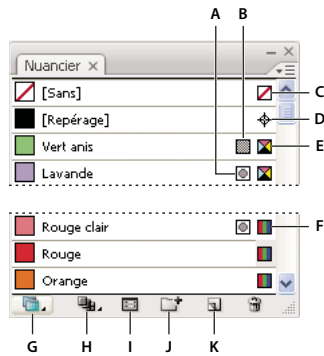 A B
Nuancier ×
[Sans]
C
[Repérage]
D
Vert anis
E
Lavande
Rouge clair
F
Rouge
Orange
G H I J K